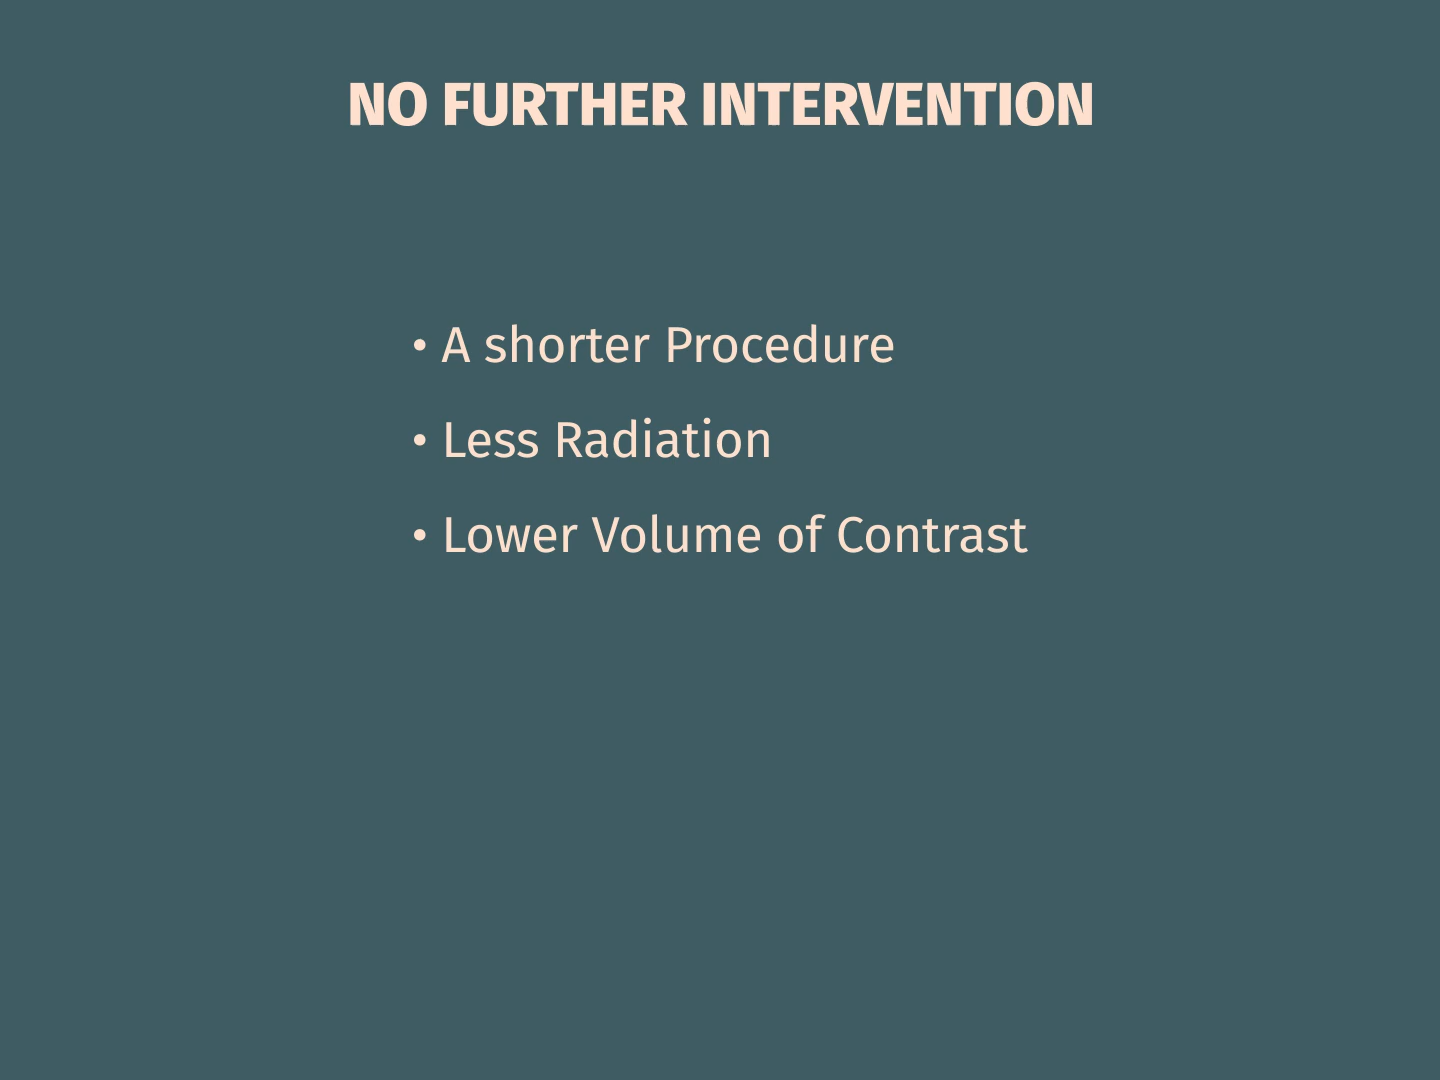 NO FURTHER INTERVENTION
• A shorter Procedure
• Less Radiation
• Lower Volume of Contrast